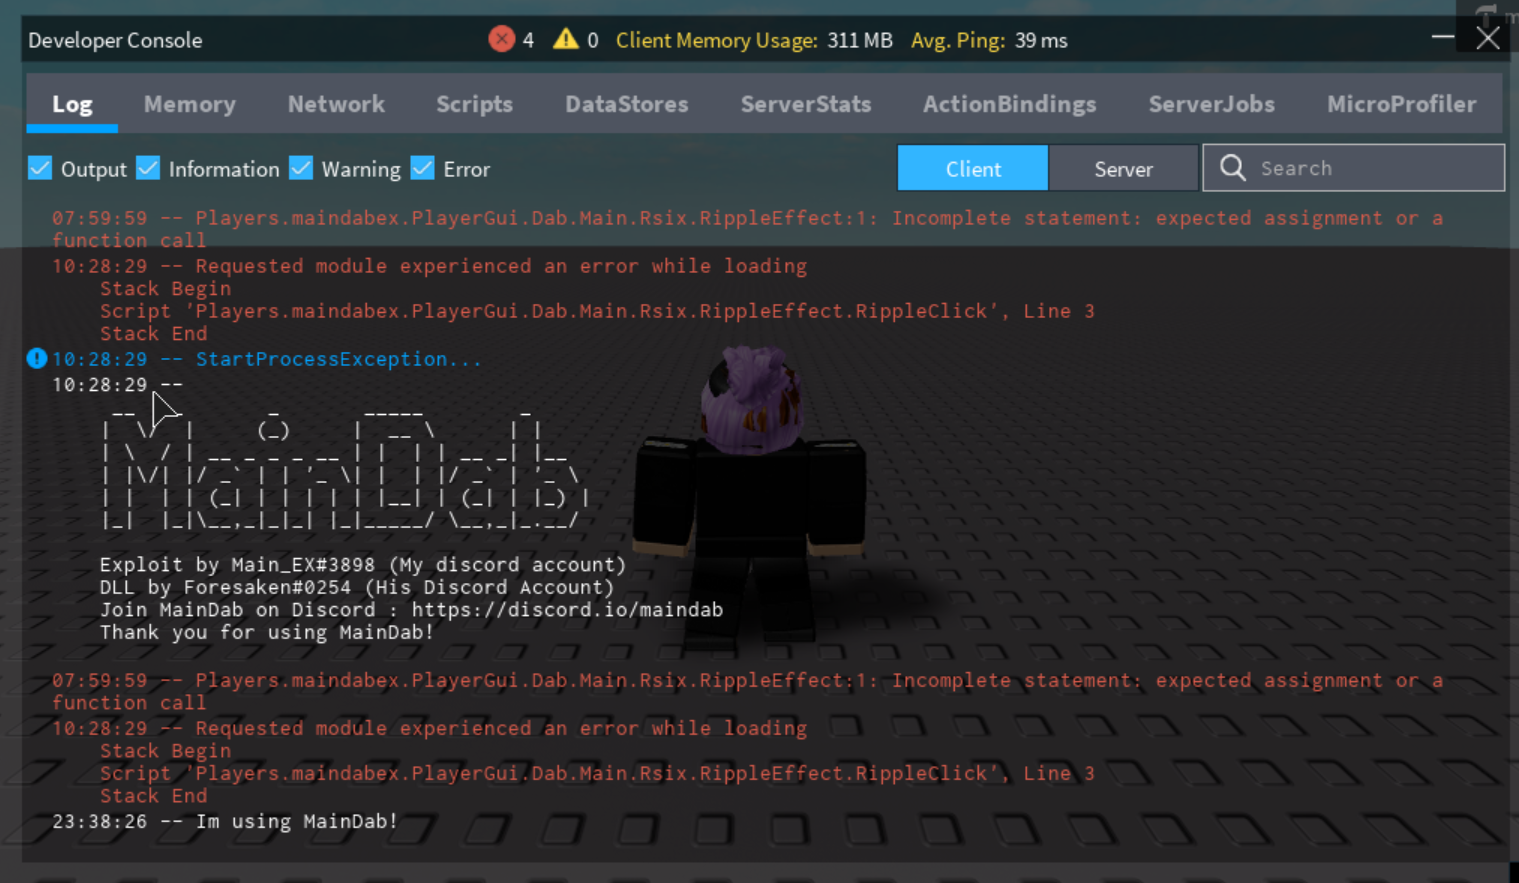 Developer Console
4 0 Client Memory Usage: 311 MB Avg. Ping: 39 ms
Log Memory Network Scripts DataStores ServerStats ActionBindings ServerJobs MicroProfiler
Output Information Warning Error Client Server Search
07:59:59 -- Players.maindabex.PlayerGui.Dab.Main.Rsix.RippleEffect:1: Incomplete statement: expected assignment or a
function call
10:28:29 -- Requested module experienced an error while loading
Stack Begin
Script 'Players.maindabex.PlayerGui.Dab.Main.Rsix.RippleEffect.RippleClick', Line 3
Stack End
10:28:29 -- StartProcessException...
10:28:29 --
MainDab
Exploit by Main_EX#3898 (My discord account)
DLL by Foresaken#0254 (His Discord Account)
Join MainDab on Discord : https://discord.io/maindab
Thank you for using MainDab!
07:59:59 -- Players.maindabex.PlayerGui.Dab.Main.Rsix.RippleEffect:1: Incomplete statement: expected assignment or a
function call
10:28:29 -- Requested module experienced an error while loading
Stack Begin
Script 'Players.maindabex.PlayerGui.Dab.Main.Rsix.RippleEffect.RippleClick', Line 3
Stack End
23:38:26 -- Im using MainDab!